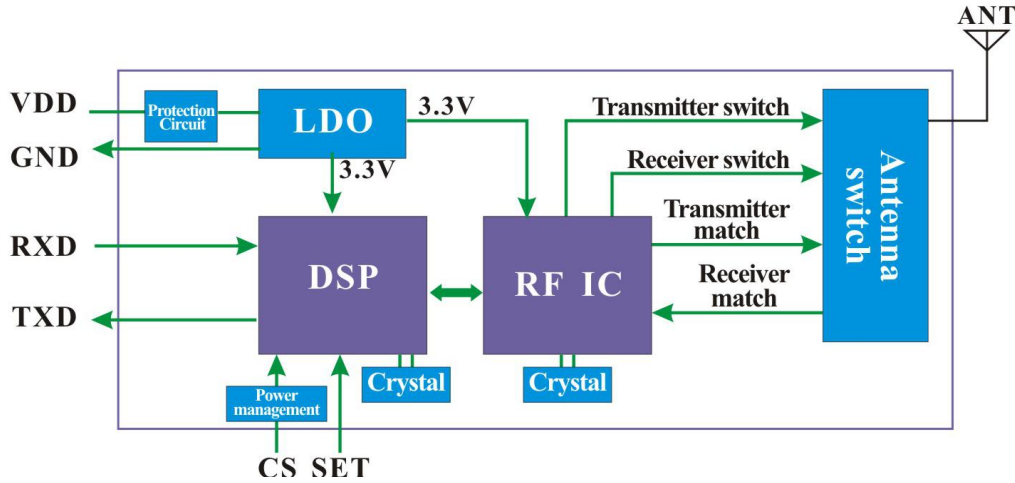 ANT
VDD
Protection
Circuit
LDO
3.3V
Transmitter switch
GND
3.3V
Receiver switch
Antenna
switch
Transmitter
match
RXD
DSP
RF IC
Receiver
match
TXD
Crystal
Crystal
Power
management
CS SET